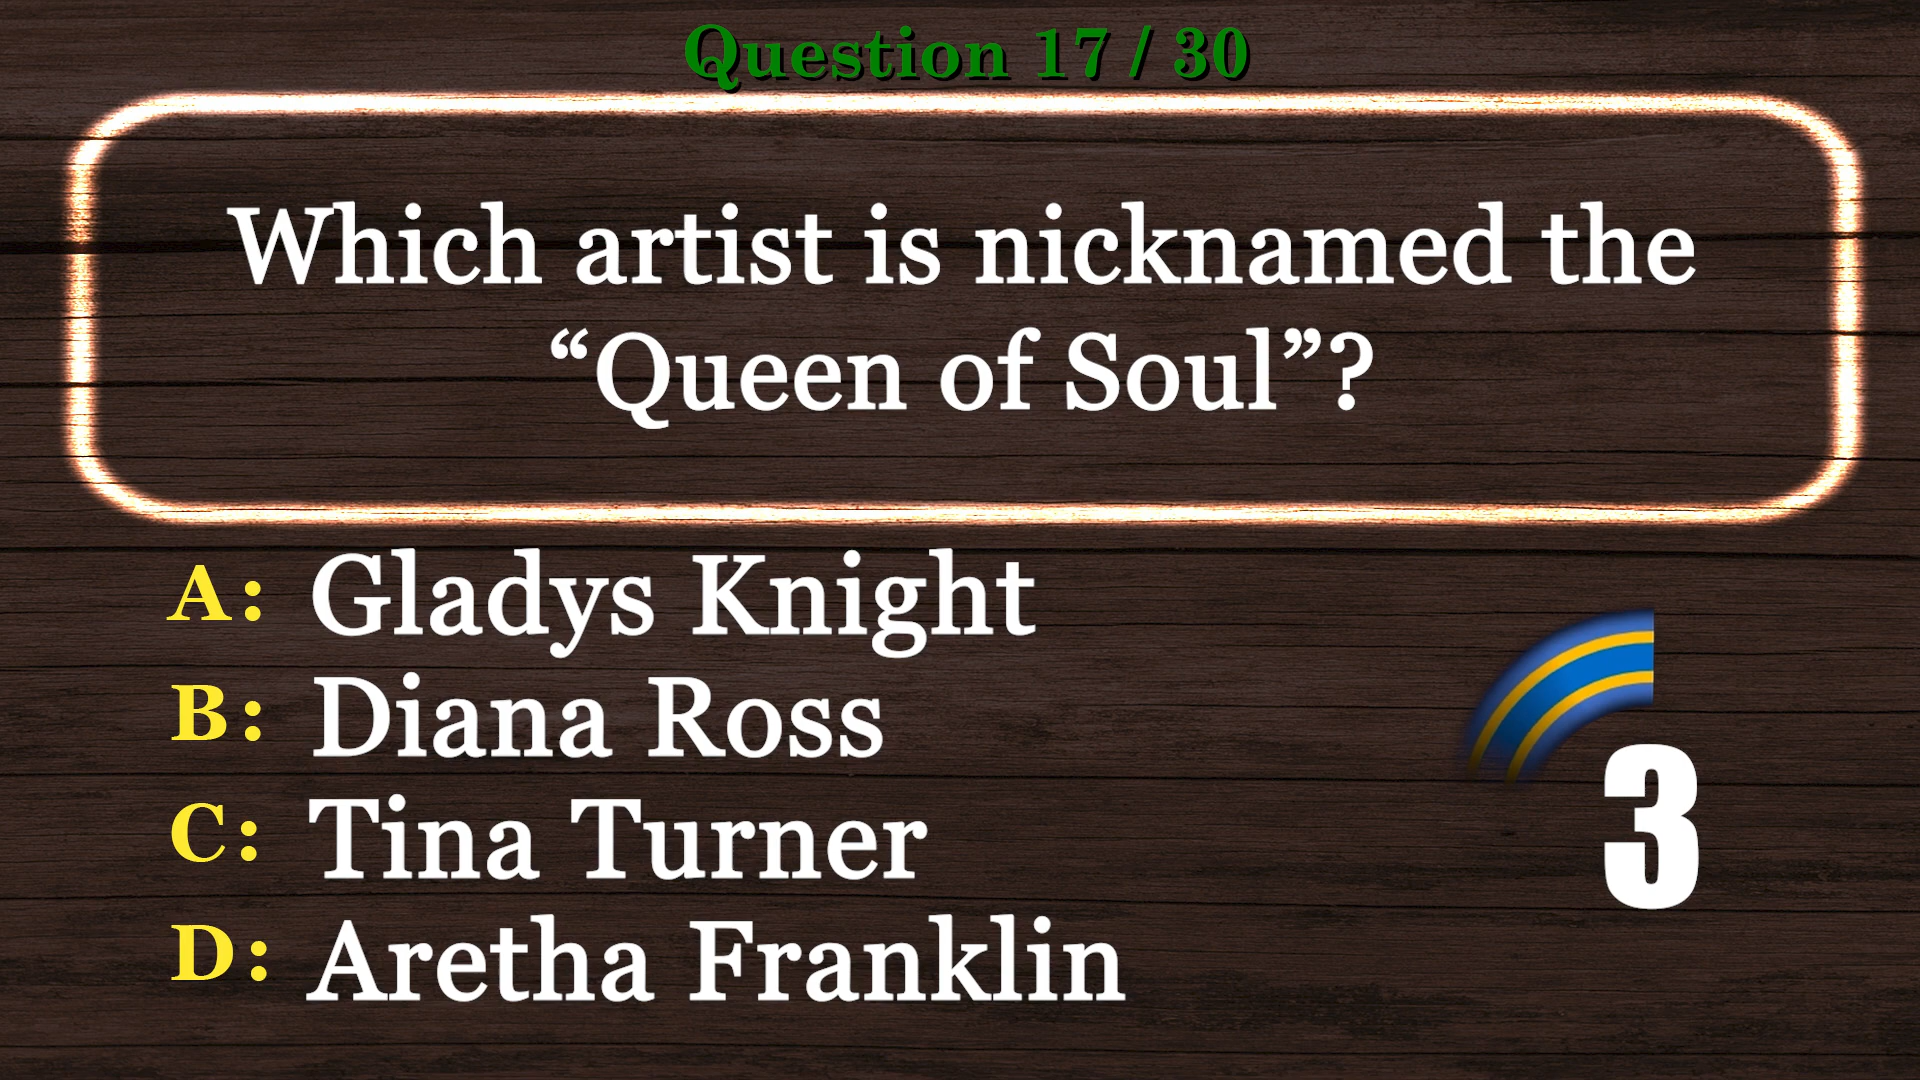 Question 17 / 30
Which artist is nicknamed the
“Queen of Soul”?
A: Gladys Knight
B: Diana Ross
C: Tina Turner
D: Aretha Franklin
3